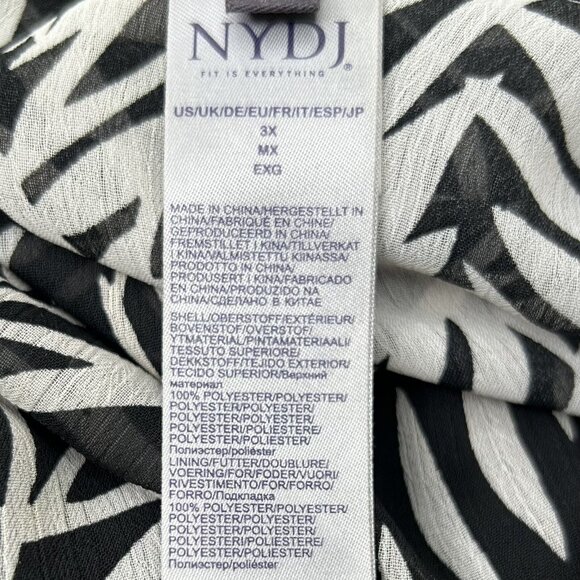 NYDJ®
FIT IS EVERYTHING
US/UK/DE/EU/FR/IT/ESP/JP
3X
MX
EXG
MADE IN CHINA/HERGESTELLT IN
CHINA/FABRIQUÉ EN CHINE/
GEPRODUCEERD IN CHINA/
FREMSTILLET I KINA/TILLVERKAT
I KINA/VALMISTETTU KIINASSA/
PRODOTTO IN CHINA/
PRODUSERT I KINA/FABRICADO
EN CHINA/PRODUZIDO NA
CHINA/СДЕЛАНО В КИТАЕ
SHELL/OBERSTOFF/EXTÉRIEUR/
BOVENSTOF/OVERSTOF/
YTMATERIAL/PINTAMATERIAALI/
TESSUTO SUPERIORE/
DEKKSTOFF/TEJIDO EXTERIOR/
TECIDO SUPERIOR/Верхний
материал
100% POLYESTER/POLYESTER/
POLYESTER/POLYESTER/
POLYESTER/POLYESTER/
POLYESTERI/POLIESTERE/
POLYESTER/POLIÉSTER/
Полиэстер/poliéster
LINING/FUTTER/DOUBLURE/
VOERING/FOR/FODER/VUORI/
RIVESTIMENTO/FOR/FORRO/
FORRO/Подкладка
100% POLYESTER/POLYESTER/
POLYESTER/POLYESTER/
POLYESTER/POLYESTER/
POLYESTERI/POLIESTERE/
POLYESTER/POLIÉSTER/
Полиэстер/poliéster